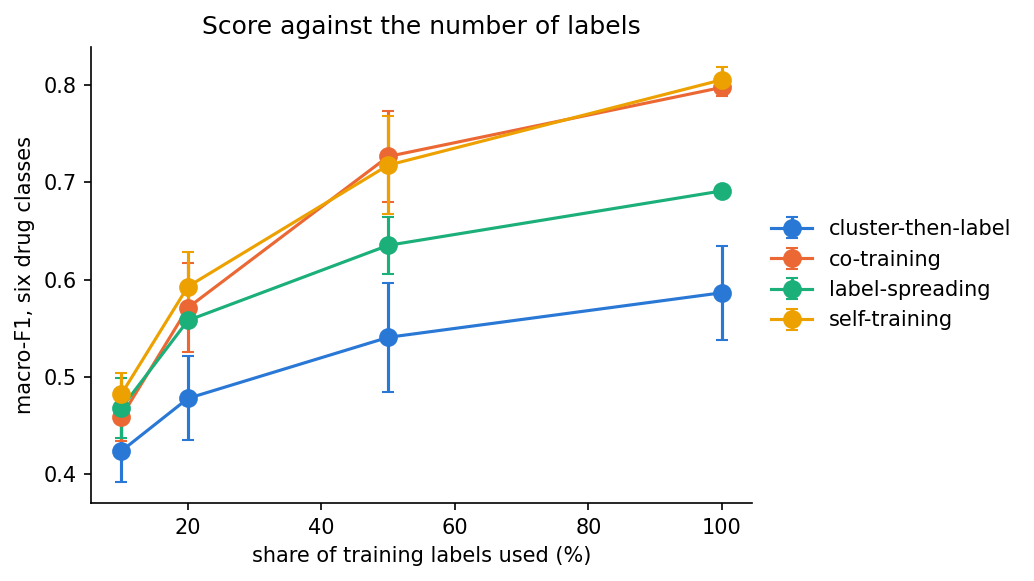 Score against the number of labels
macro-F1, six drug classes
0.8
0.7
0.6
0.5
0.4
20 40 60 80 100
share of training labels used (%)
cluster-then-label
co-training
label-spreading
self-training